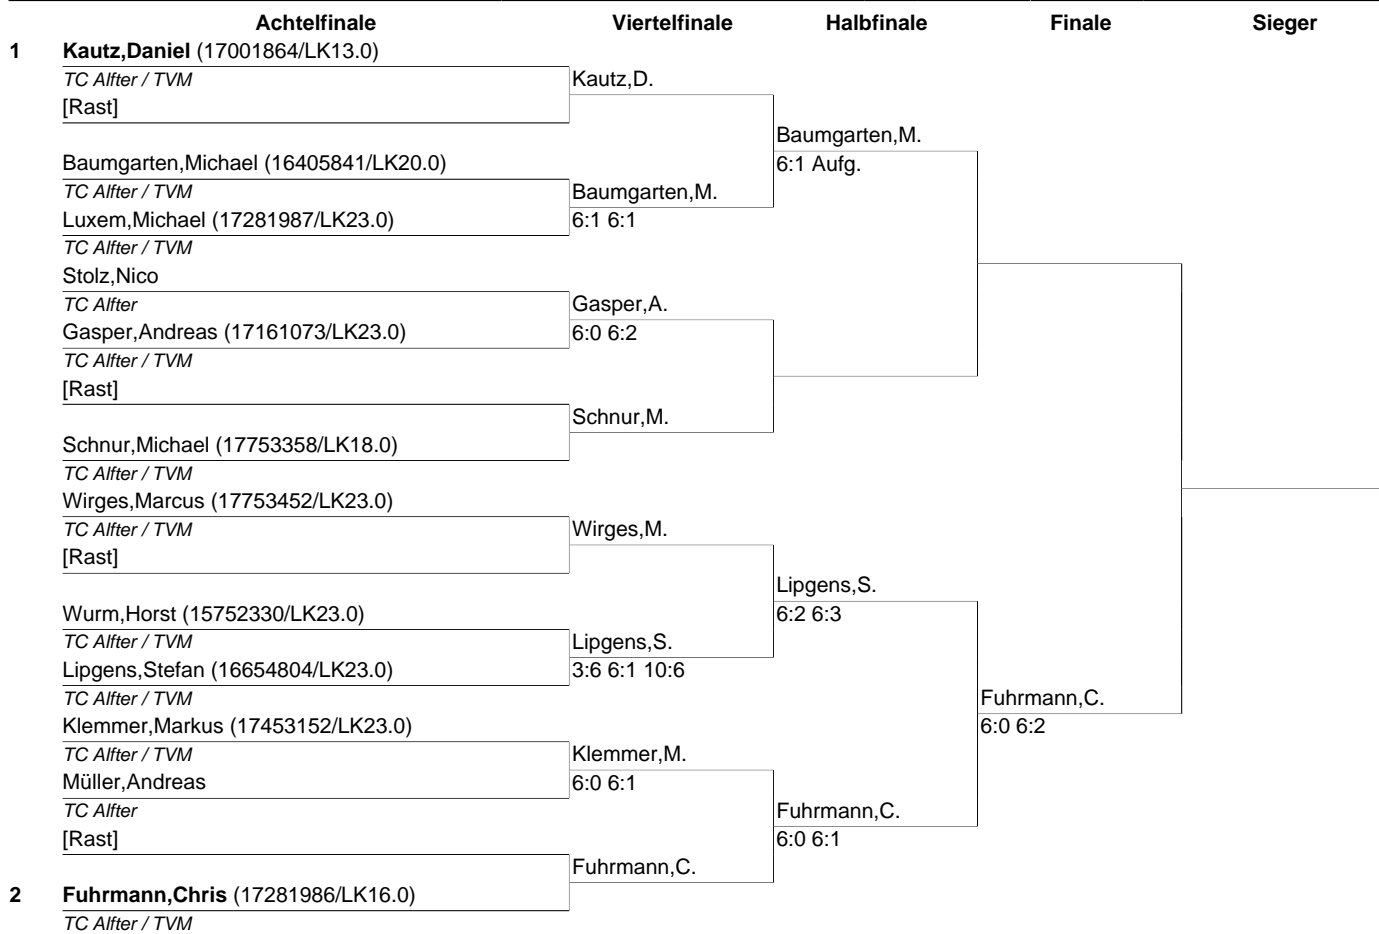 Achtelfinale Viertelfinale Halbfinale Finale Sieger
1 Kautz,Daniel (17001864/LK13.0)
TC Alfter / TVM Kautz,D.
[Rast]
Baumgarten,M.
Baumgarten,Michael (16405841/LK20.0) 6:1 Aufg.
TC Alfter / TVM Baumgarten,M.
Luxem,Michael (17281987/LK23.0) 6:1 6:1
TC Alfter / TVM
Stolz,Nico
TC Alfter Gasper,A.
Gasper,Andreas (17161073/LK23.0) 6:0 6:2
TC Alfter / TVM
[Rast]
Schnur,M.
Schnur,Michael (17753358/LK18.0)
TC Alfter / TVM
Wirges,Marcus (17753452/LK23.0)
TC Alfter / TVM Wirges,M.
[Rast]
Lipgens,S.
Wurm,Horst (15752330/LK23.0) 6:2 6:3
TC Alfter / TVM Lipgens,S.
Lipgens,Stefan (16654804/LK23.0) 3:6 6:1 10:6
TC Alfter / TVM Fuhrmann,C.
Klemmer,Markus (17453152/LK23.0) 6:0 6:2
TC Alfter / TVM Klemmer,M.
Müller,Andreas 6:0 6:1
TC Alfter Fuhrmann,C.
[Rast] 6:0 6:1
Fuhrmann,C.
2 Fuhrmann,Chris (17281986/LK16.0)
TC Alfter / TVM